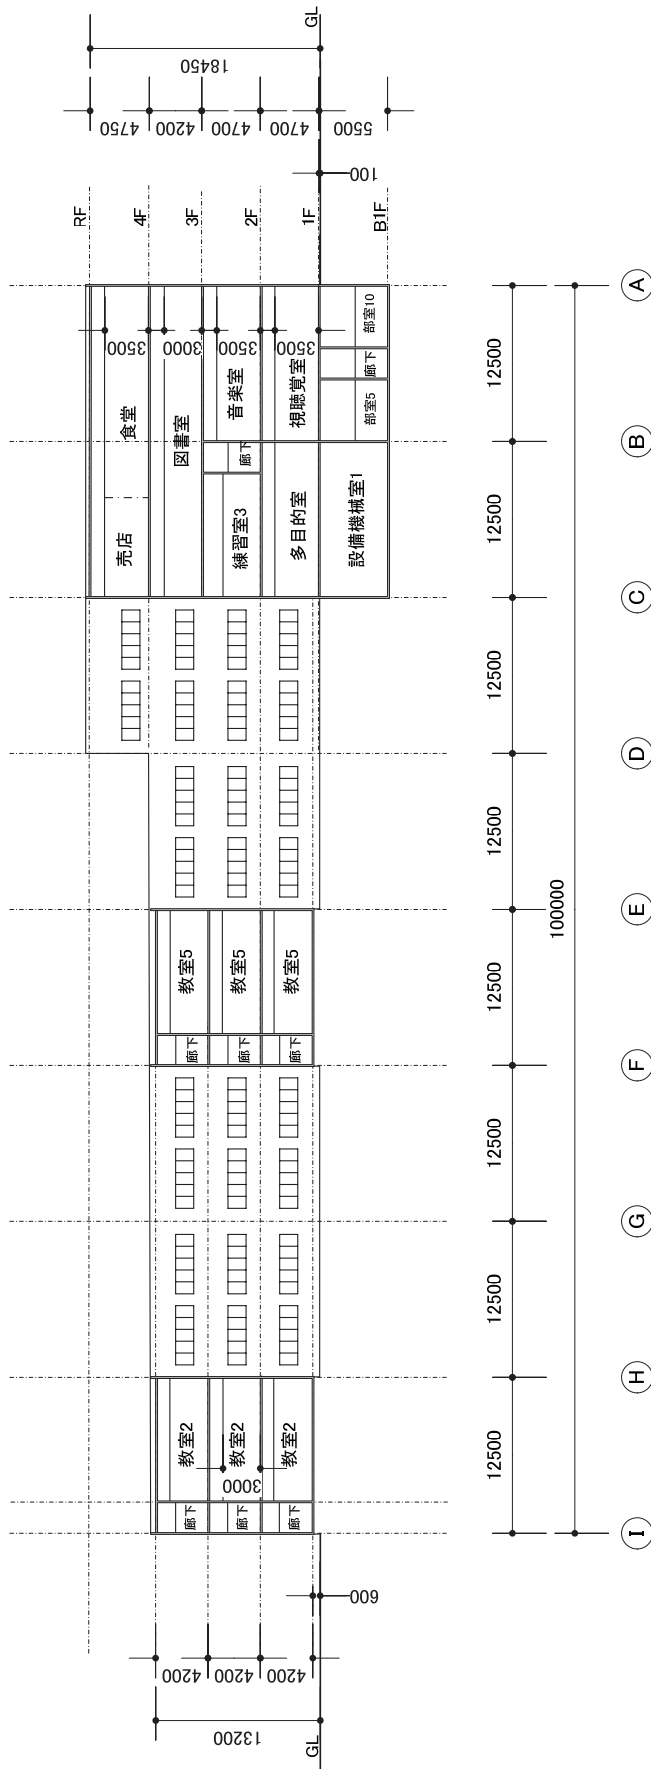 GL
18450
4750
4200
4700
4700
5500
100
RF
4F
3F
2F
1F
B1F
3500
3000
3500
3500
食堂
図書室
音楽室
視聴覚室
部室10
廊下
部室5
売店
練習室3
廊下
多目的室
設備機械室1
教室5
教室5
教室5
廊下
廊下
廊下
教室2
教室2
教室2
3000
廊下
廊下
廊下
12500
12500
12500
12500
12500
12500
12500
12500
100000
A
B
C
D
E
F
G
H
I
600
4200
4200
4200
13200
GL